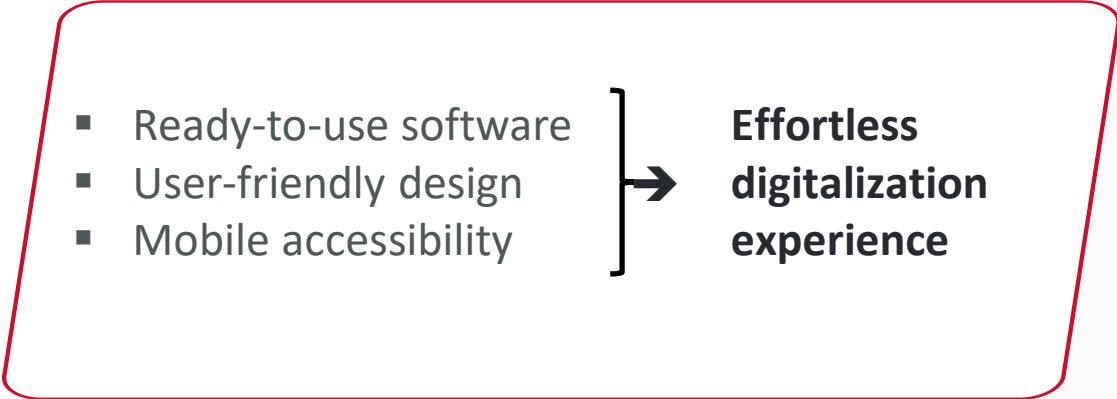 ▪ Ready-to-use software
▪ User-friendly design
▪ Mobile accessibility
➔ Effortless
digitalization
experience